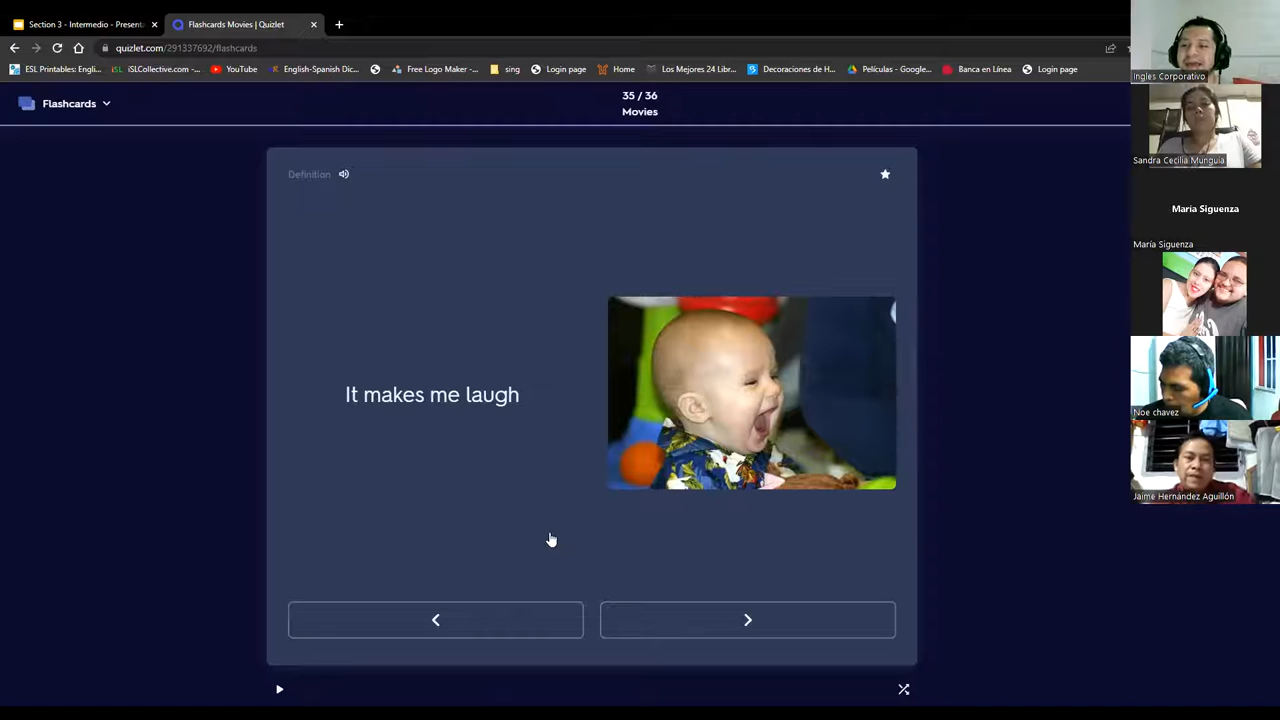 Section 3 - Intermedio - Present
Flashcards Movies | Quizlet
quizlet.com/291337692/flashcards
ESL Printables: Engli...
iSLCollective.com -...
YouTube
English-Spanish Dic...
Free Logo Maker -...
sing
Login page
Home
Los Mejores 24 Libr...
Decoraciones de H...
Películas - Google...
Banca en Línea
Login page
Flashcards
35 / 36
Movies
Definition
It makes me laugh
Ingles Corporativo
Sandra Cecilia Munguía
Maria Siguenza
María Siguenza
Noe chavez
Jaime Hernández Aguillón